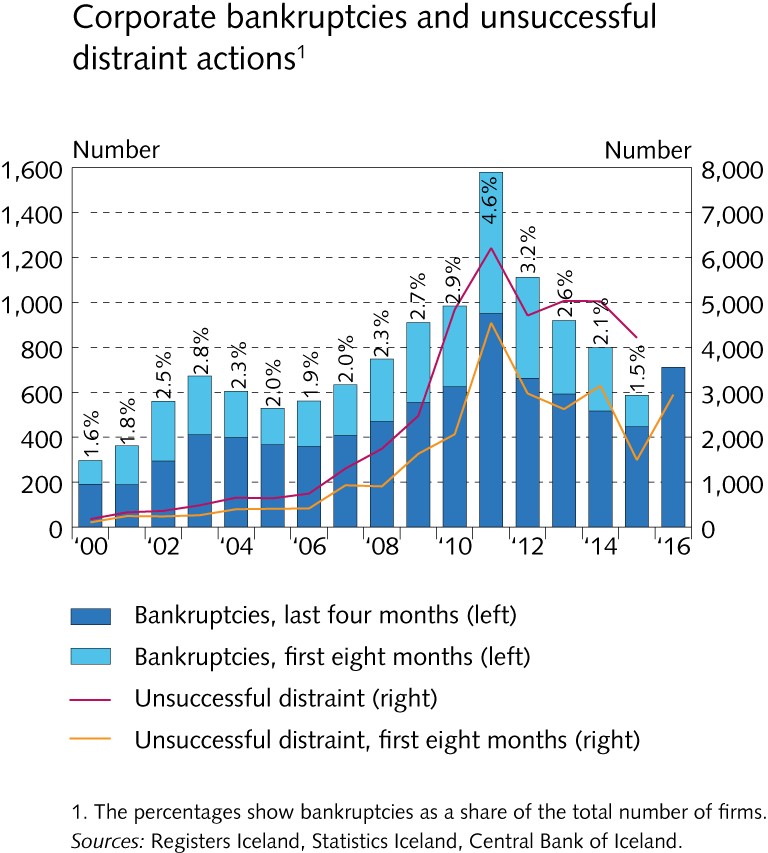 Corporate bankruptcies and unsuccessful
distraint actions1
Number Number
1,600 8,000
1,400 7,000
1,200 6,000
1,000 5,000
800 4,000
600 3,000
400 2,000
200 1,000
0 0
1.6% 1.8% 2.5% 2.8% 2.3% 2.0% 1.9% 2.0% 2.3% 2.7% 2.9% 4.6% 3.2% 2.6% 2.1% 1.5%
‘00 ‘02 ‘04 ‘06 ‘08 ‘10 ‘12 ‘14 ‘16
Bankruptcies, last four months (left)
Bankruptcies, first eight months (left)
Unsuccessful distraint (right)
Unsuccessful distraint, first eight months (right)
1. The percentages show bankruptcies as a share of the total number of firms.
Sources: Registers Iceland, Statistics Iceland, Central Bank of Iceland.